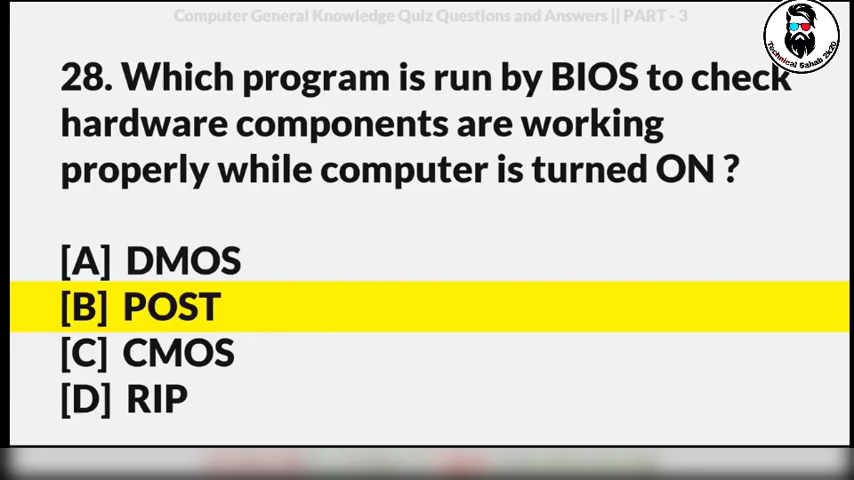 Computer General Knowledge Quiz Questions and Answers || PART - 3
Technical Sahab 2k20
28. Which program is run by BIOS to check
hardware components are working
properly while computer is turned ON ?
[A] DMOS
[B] POST
[C] CMOS
[D] RIP